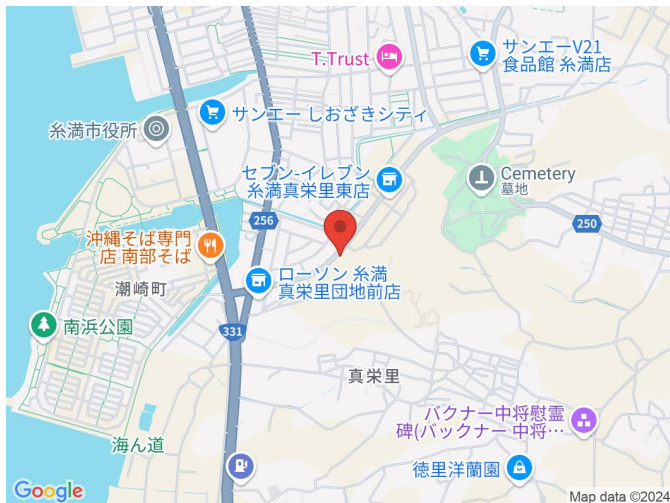 T.Trust
サンエーV21
食品館 糸満店
サンエー しおざきシティ
糸満市役所
セブン-イレブン
糸満真栄里東店
Cemetery
墓地
256
250
沖縄そば専門
店 南部そば
ローソン 糸満
真栄里団地前店
潮崎町
南浜公園
331
真栄里
バクナー中将慰霊
碑(バックナー 中将…
海ん道
徳里洋蘭園
Google
Map data ©2024